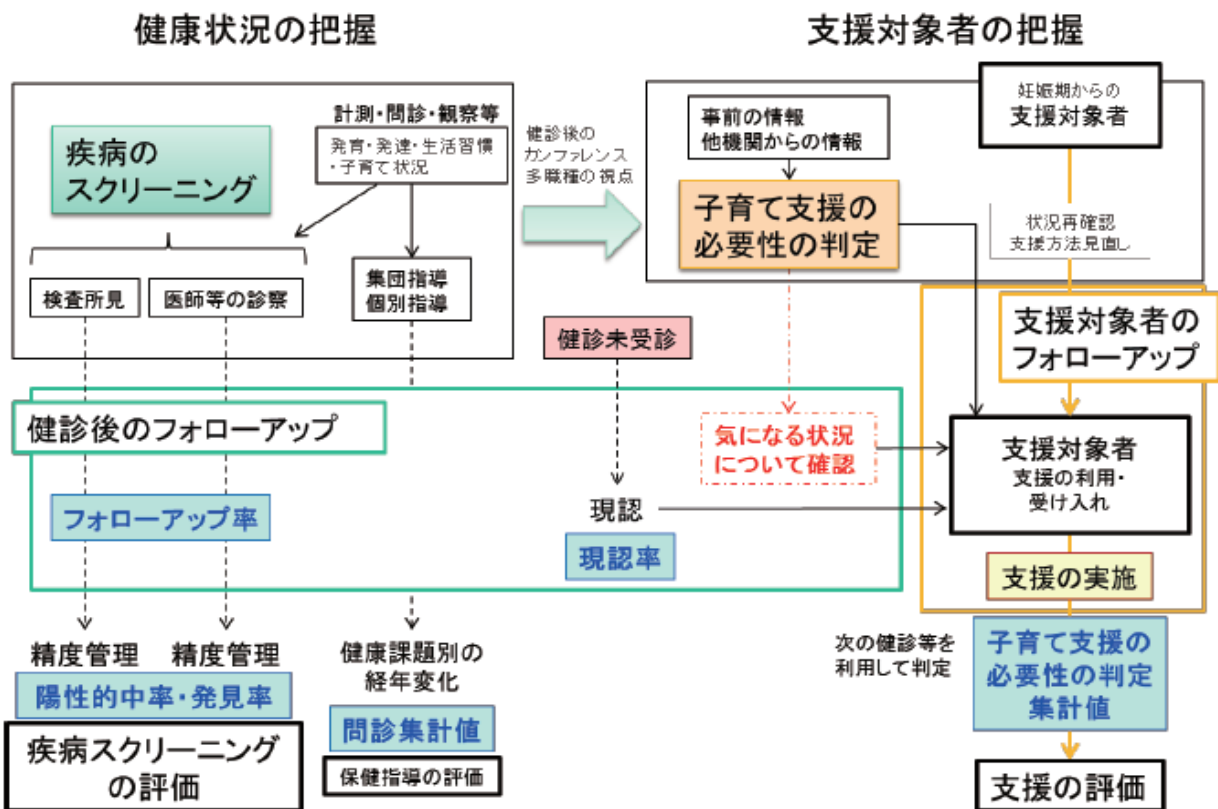 健康状況の把握
支援対象者の把握
計測・問診・観察等
発育・発達・生活習慣
・子育て状況
疾病の
スクリーニング
検査所見
医師等の診察
集団指導
個別指導
健診後の
カンファレンス
多職種の視点
事前の情報
他機関からの情報
妊娠期からの
支援対象者
子育て支援の
必要性の判定
状況再確認
支援方法見直し
健診未受診
支援対象者の
フォローアップ
健診後のフォローアップ
気になる状況
について確認
支援対象者
支援の利用・
受け入れ
フォローアップ率
現認
現認率
支援の実施
精度管理
精度管理
陽性的中率・発見率
疾病スクリーニング
の評価
健康課題別の
経年変化
問診集計値
保健指導の評価
次の健診等を
利用して判定
子育て支援の
必要性の判定
集計値
支援の評価